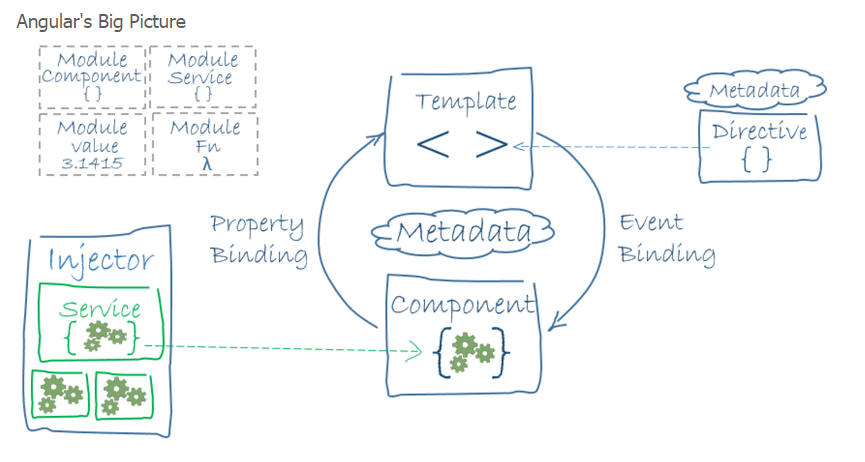 Angular's Big Picture
Module
Component
{ }
Module
Service
{ }
Module
value
3.1415
Module
Fn
λ
Template
< >
Metadata
Directive
{ }
Property
Binding
Metadata
Event
Binding
Injector
Service
{ }
Component
{ }